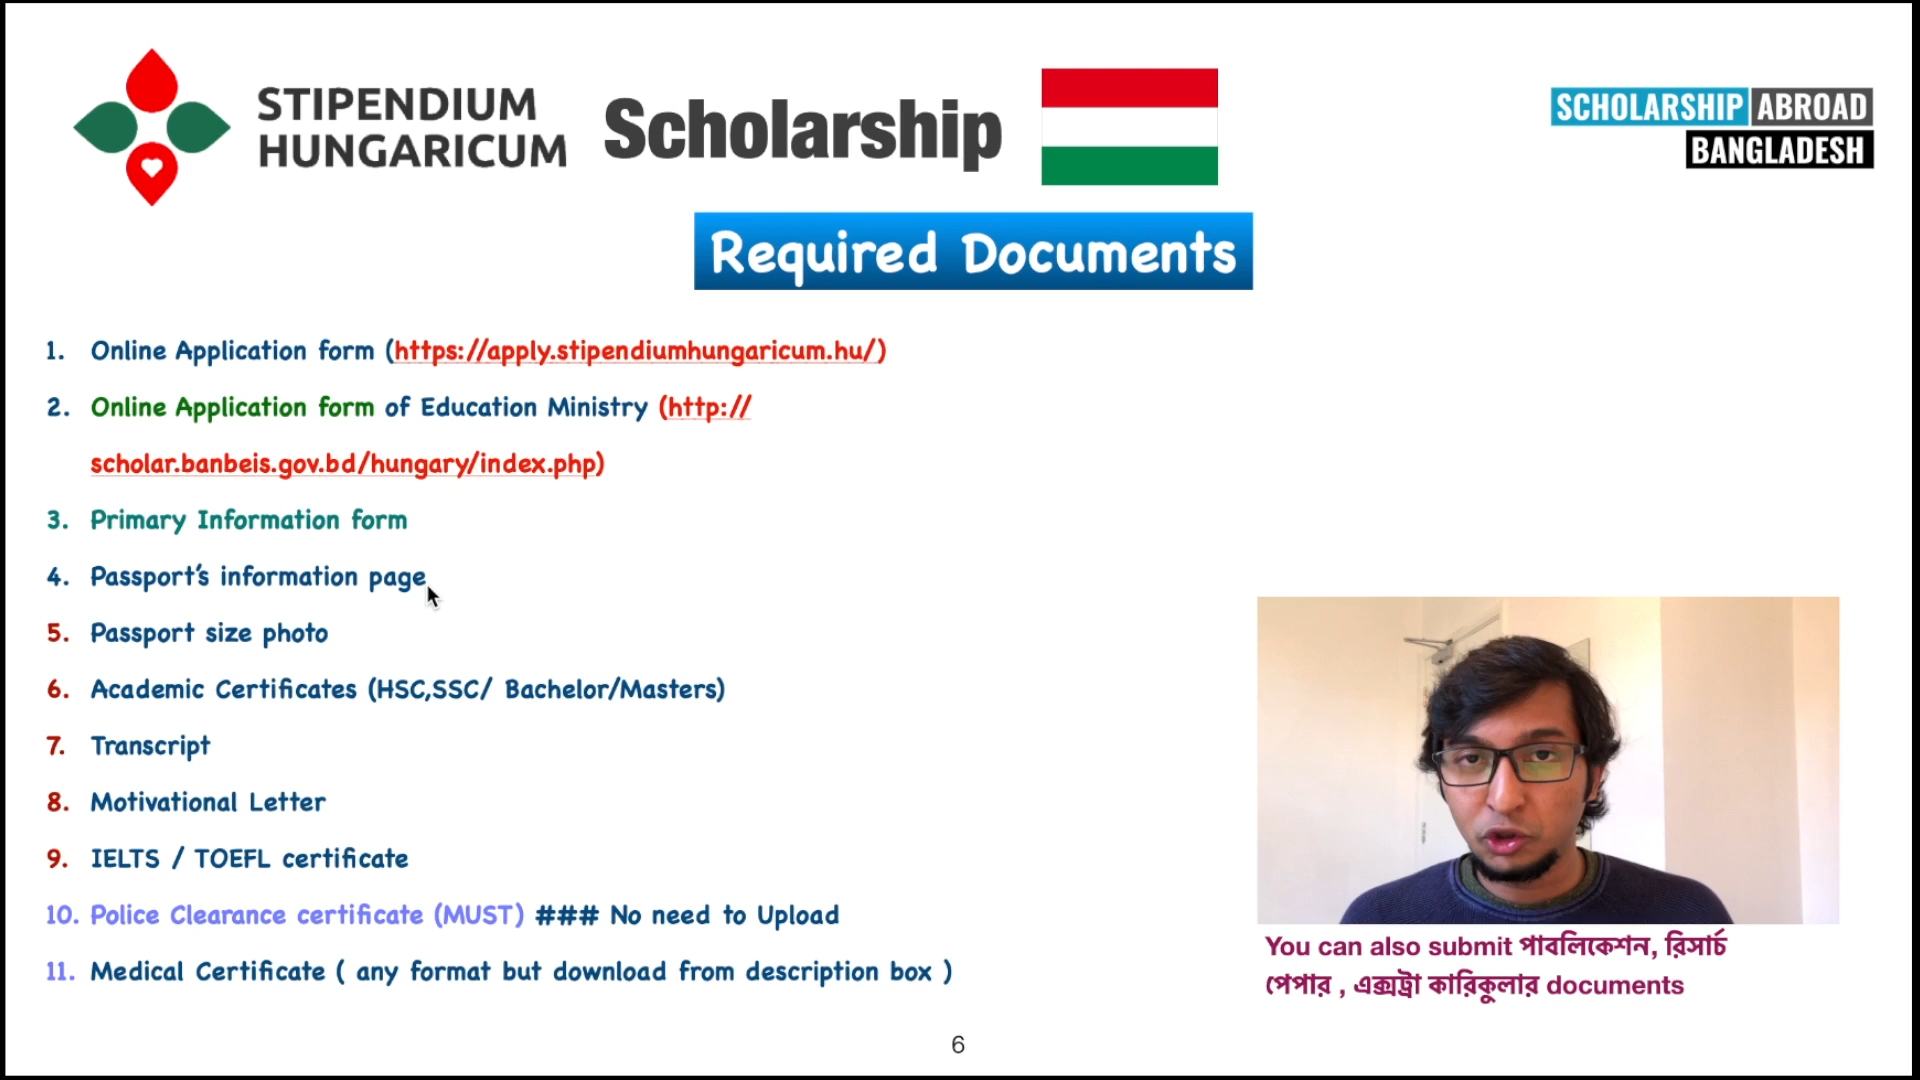 STIPENDIUM
HUNGARICUM
Scholarship
SCHOLARSHIP ABROAD
BANGLADESH
Required Documents
1. Online Application form (https://apply.stipendiumhungaricum.hu/)
2. Online Application form of Education Ministry (http://
scholar.banbeis.gov.bd/hungary/index.php)
3. Primary Information form
4. Passport’s information page
5. Passport size photo
6. Academic Certificates (HSC,SSC/ Bachelor/Masters)
7. Transcript
8. Motivational Letter
9. IELTS / TOEFL certificate
10. Police Clearance certificate (MUST) ### No need to Upload
11. Medical Certificate ( any format but download from description box )
You can also submit পাবলিকেশন, রিসার্চ
পেপার , এক্সট্রা কারিকুলার documents
6